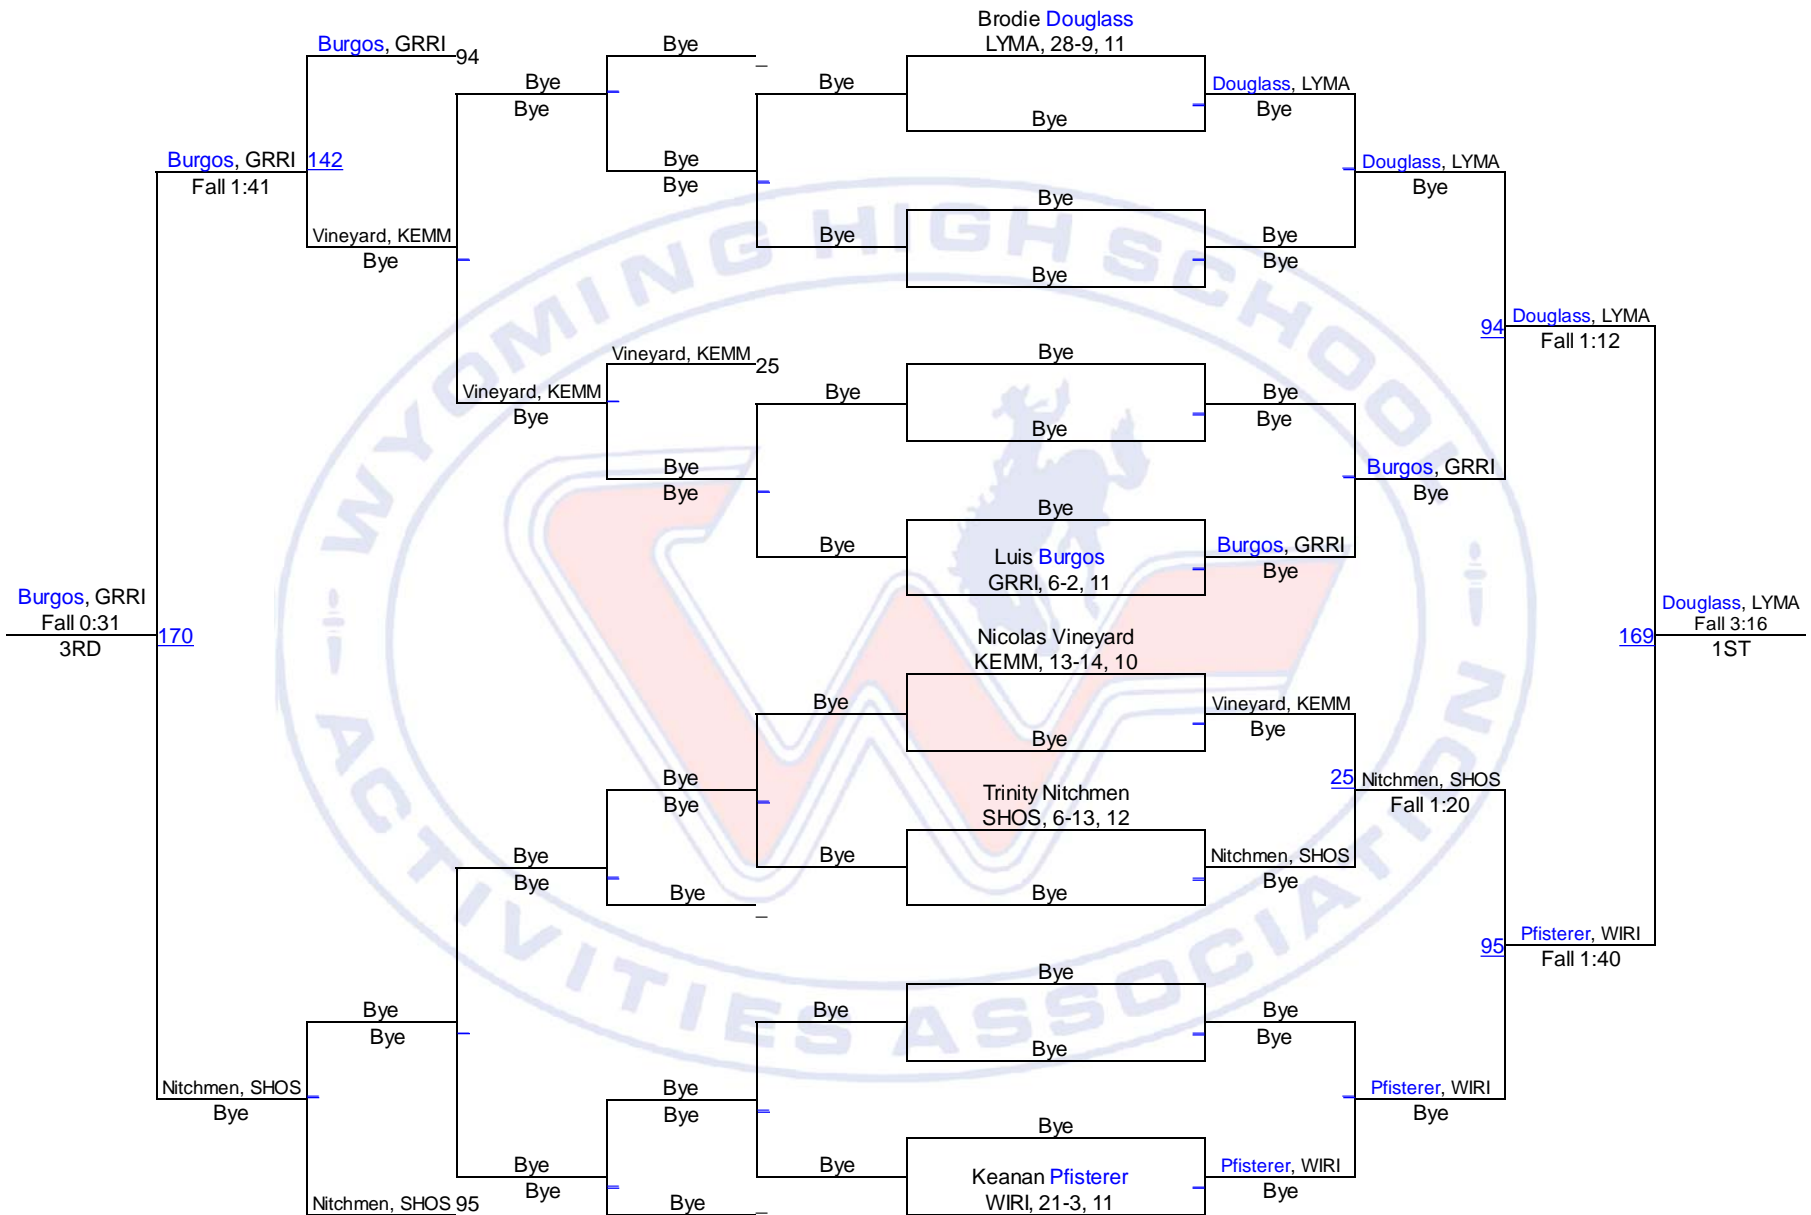 Brodie Douglass
LYMA, 28-9, 11
Burgos, GRRI 94
Bye
_
Bye
Bye
Bye
Douglass, LYMA
Bye
Bye
Burgos, GRRI 142
Fall 1:41
Bye
Bye
Douglass, LYMA
Bye
Bye
Vineyard, KEMM
Bye
Bye
Bye
Bye
Bye
94 Douglass, LYMA
Fall 1:12
Vineyard, KEMM 25
Bye
Vineyard, KEMM
Bye
Bye
Bye
Bye
Bye
Bye
Bye
Burgos, GRRI
Bye
Bye
Bye
Luis Burgos
GRRI, 6-2, 11
Burgos, GRRI
Bye
Burgos, GRRI
Fall 0:31
3RD
170
Nicolas Vineyard
KEMM, 13-14, 10
169
Douglass, LYMA
Fall 3:16
1ST
Bye
Vineyard, KEMM
Bye
Bye
Bye
Bye
Trinity Nitchmen
SHOS, 6-13, 12
25 Nitchmen, SHOS
Fall 1:20
Bye
Bye
Bye
Nitchmen, SHOS
Bye
Bye
Bye
_
95 Pfisterer, WIRI
Fall 1:40
Bye
Bye
Bye
Bye
Bye
Bye
Bye
Nitchmen, SHOS
Bye
Bye
Bye
Pfisterer, WIRI
Bye
Bye
Bye
Bye
Bye
Keanan Pfisterer
WIRI, 21-3, 11
Pfisterer, WIRI
Bye
Nitchmen, SHOS 95
Bye
_
WYOMING HIGH SCHOOL
ACTIVITIES ASSOCIATION